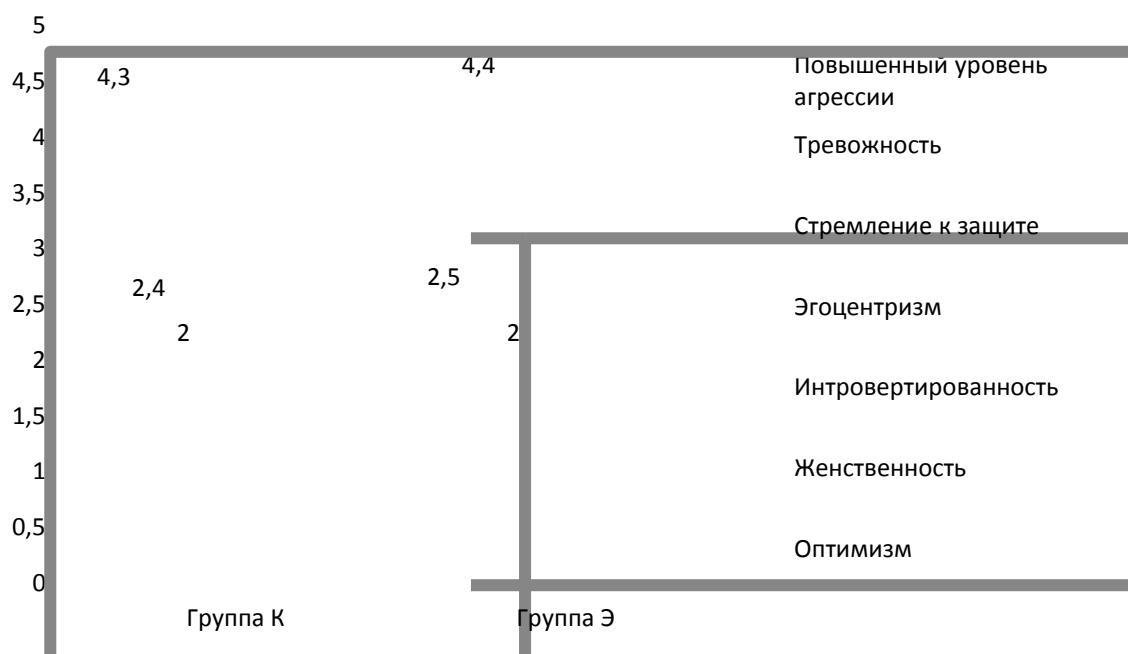 5
4,5
4
3,5
3
2,5
2
1,5
1
0,5
0
4,3
4,4
2,4
2,5
2
2
Группа К
Группа Э
Повышенный уровень
агрессии
Тревожность
Стремление к защите
Эгоцентризм
Интровертированность
Женственность
Оптимизм